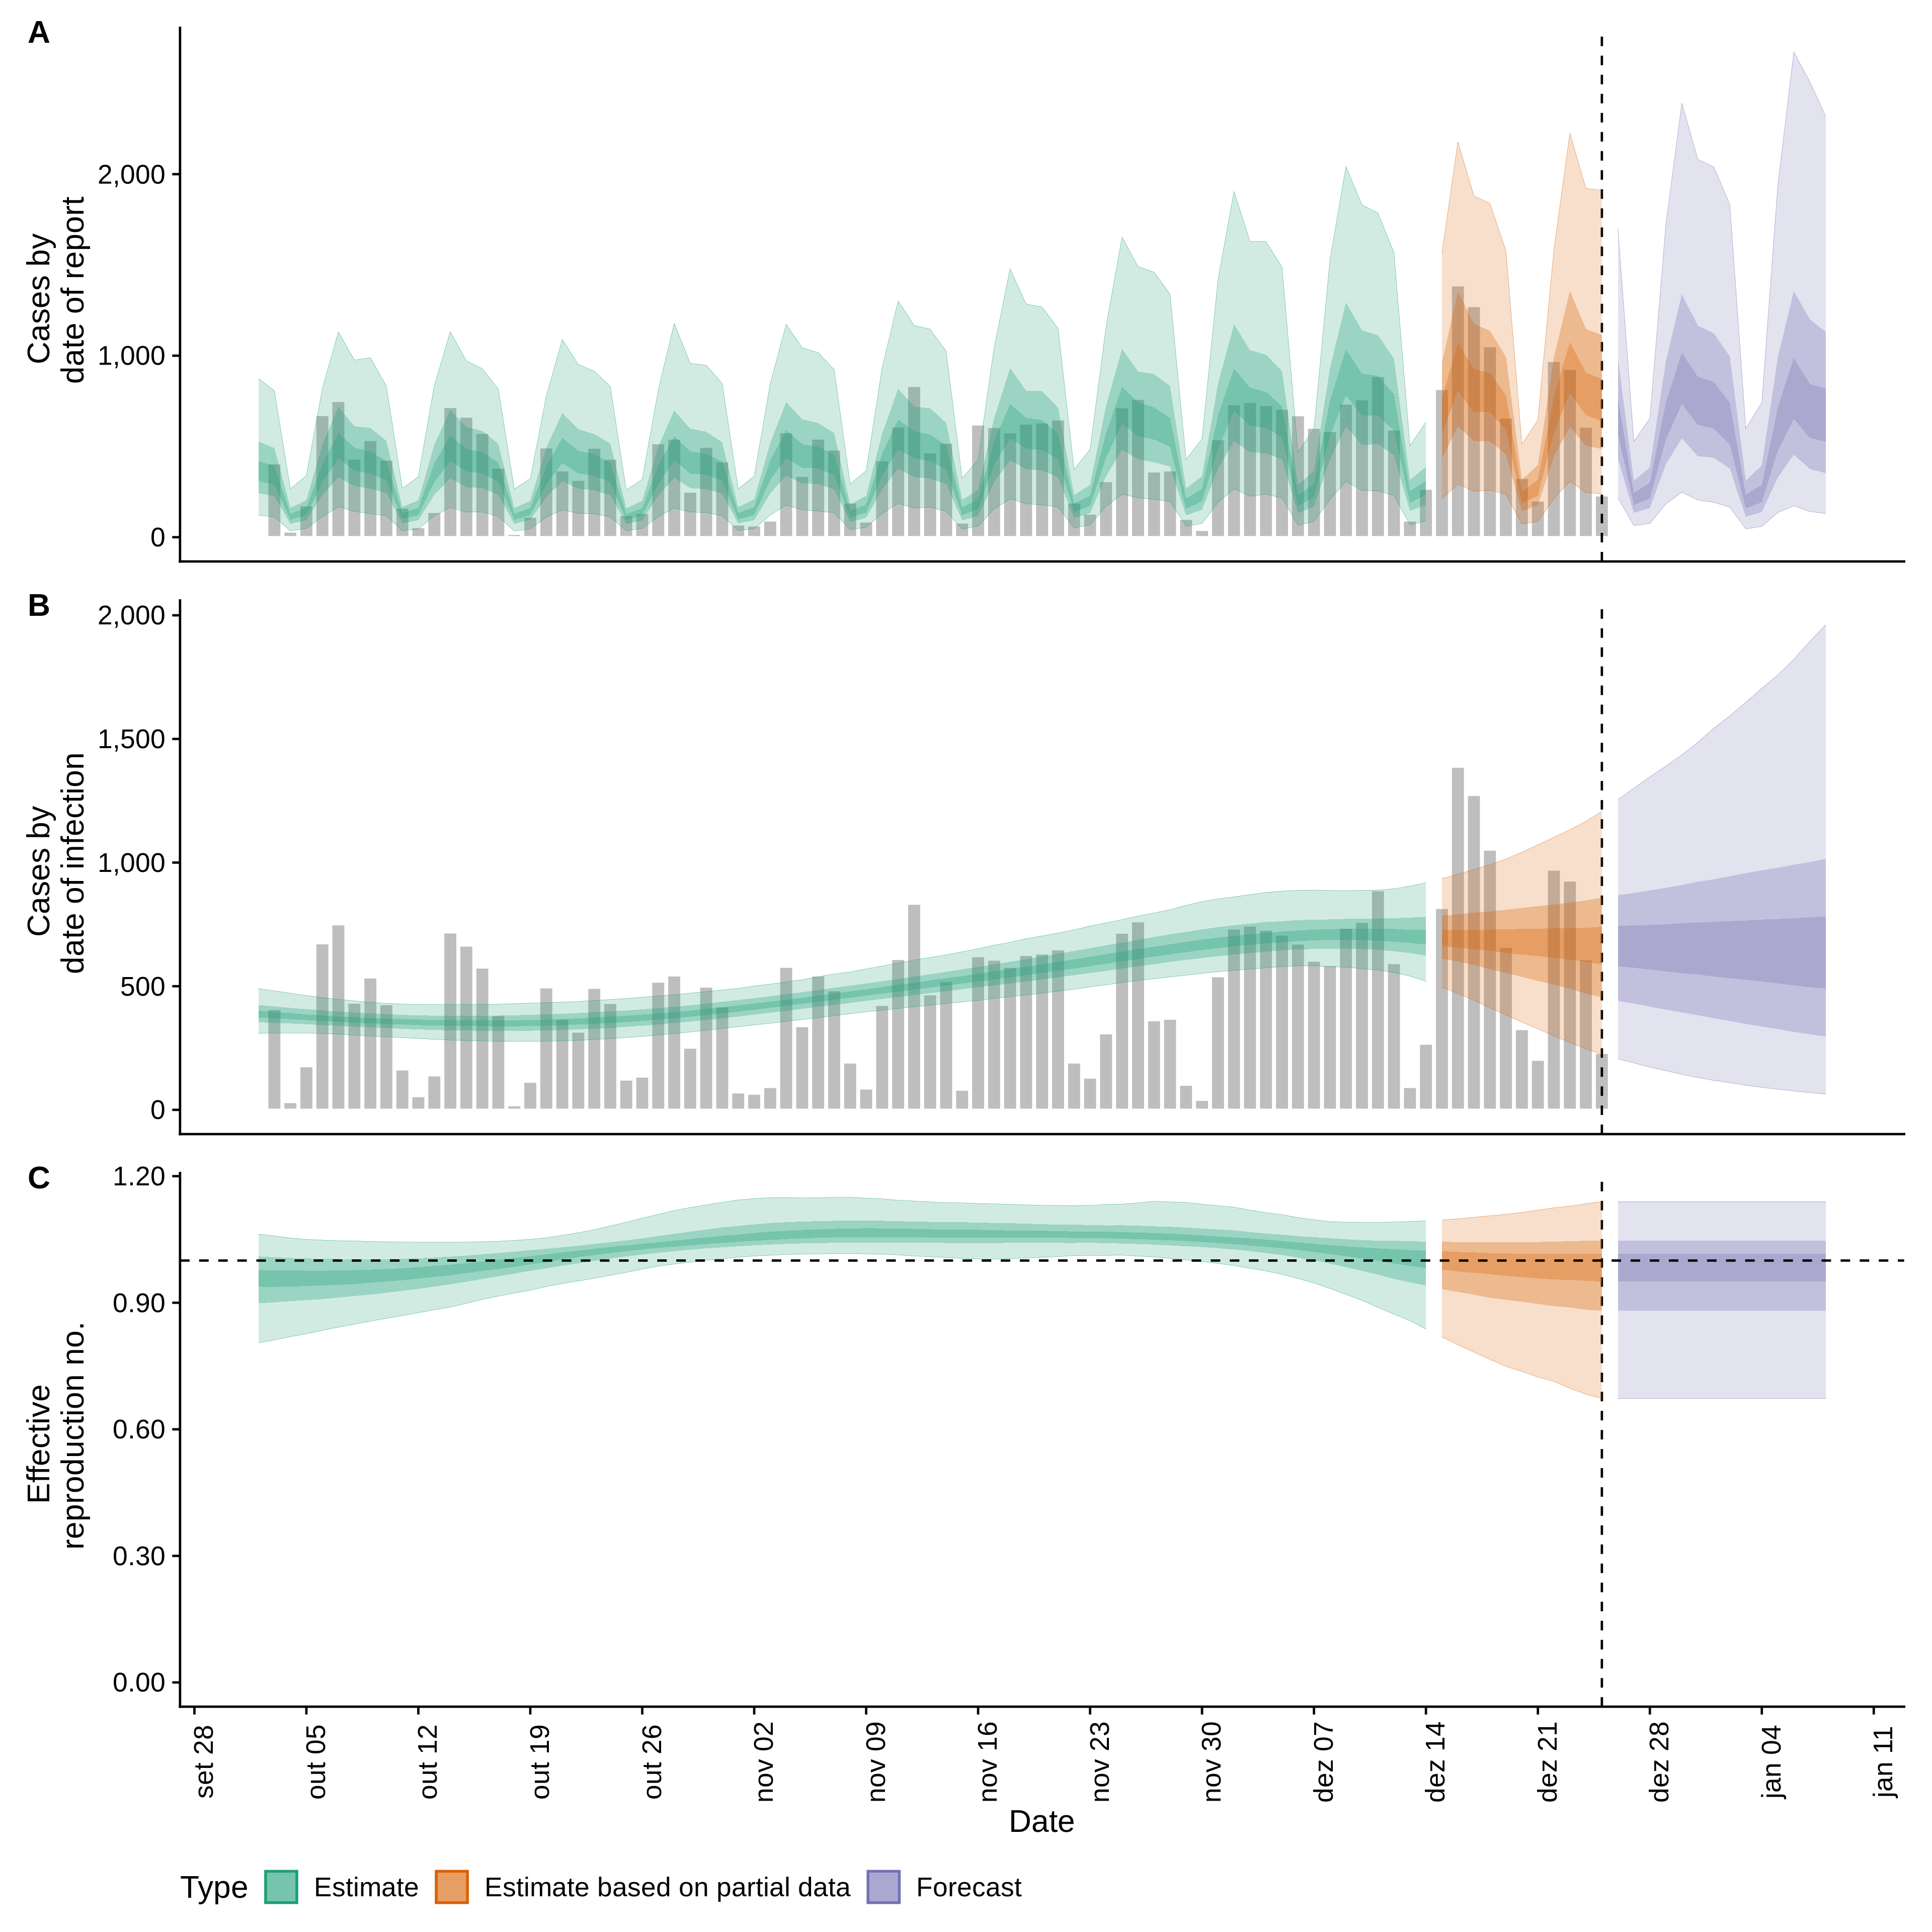 A
Cases by
date of report
2,000
1,000
0
B
Cases by
date of infection
2,000
1,500
1,000
500
0
C
Effective
reproduction no.
1.20
0.90
0.60
0.30
0.00
set 28
out 05
out 12
out 19
out 26
nov 02
nov 09
nov 16
nov 23
nov 30
dez 07
dez 14
dez 21
dez 28
jan 04
jan 11
Date
Type Estimate Estimate based on partial data Forecast